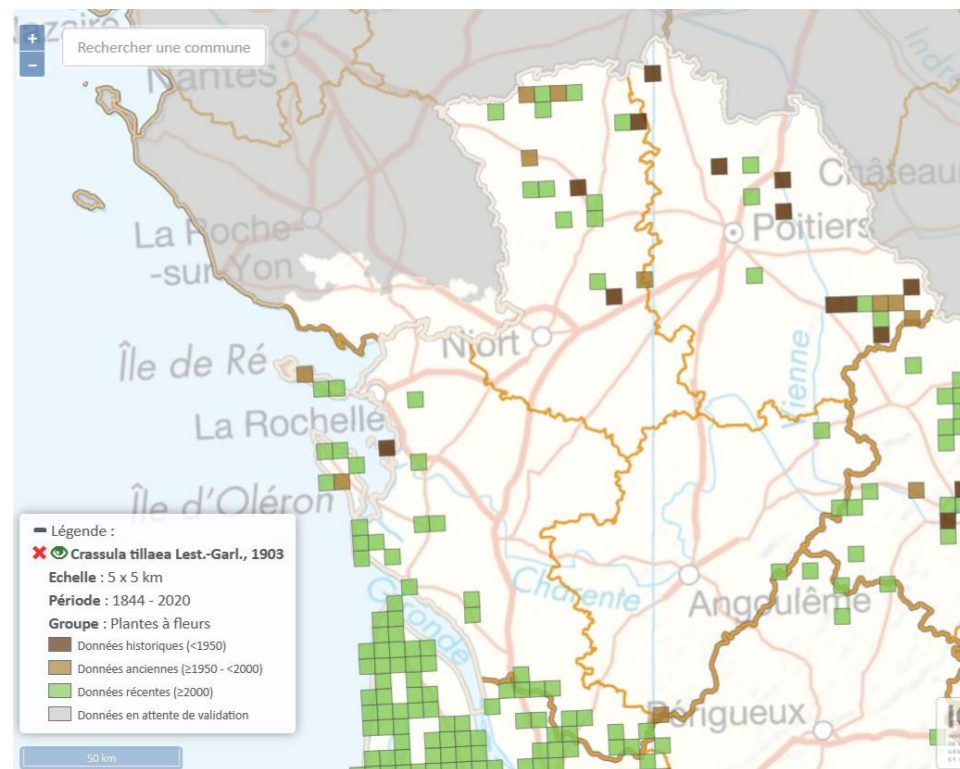 +
−
Rechercher une commune
Nantes
Poitiers
La Roche-
-sur-Yon
Niort
Île de Ré
La Rochelle
Vienne
Île d'Oléron
Gironde
Charente
Angoulême
Périgueux
Légende :
Crassula tillaea Lest.-Garl., 1903
Echelle : 5 x 5 km
Période : 1844 - 2020
Groupe : Plantes à fleurs
Données historiques (<1950)
Données anciennes (≥1950 - <2000)
Données récentes (≥2000)
Données en attente de validation
50 km